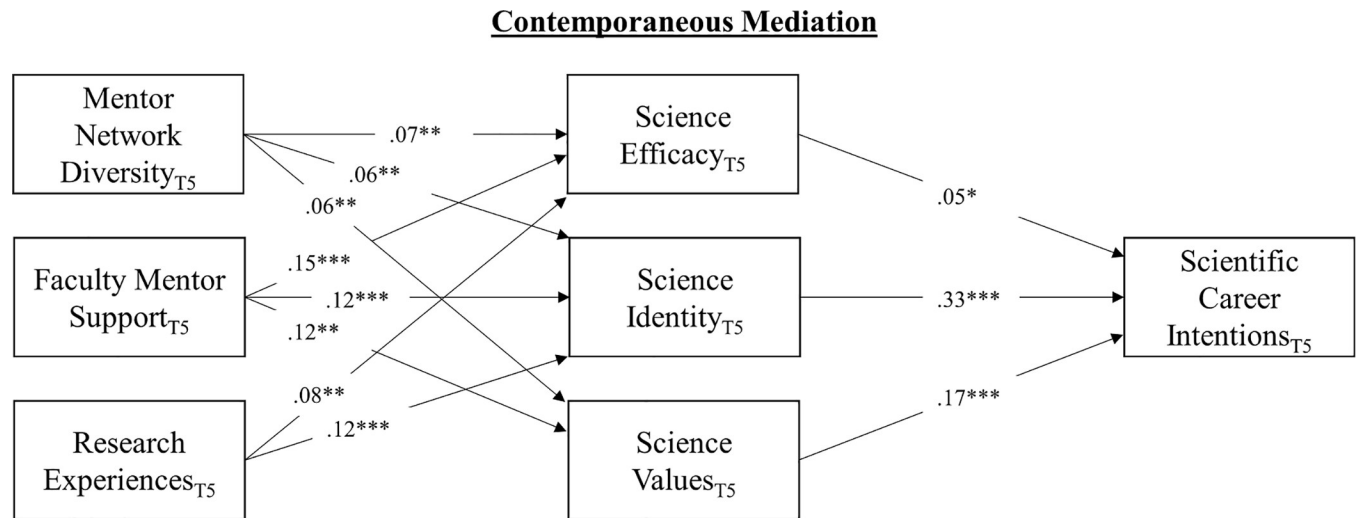 Contemporaneous Mediation
Mentor
Network
DiversityT5
Faculty Mentor
SupportT5
Research
ExperiencesT5
.07**
.06**
.06**
.15***
.12***
.12**
.08**
.12***
Science
EfficacyT5
Science
IdentityT5
Science
ValuesT5
.05*
.33***
.17***
Scientific
Career
IntentionsT5